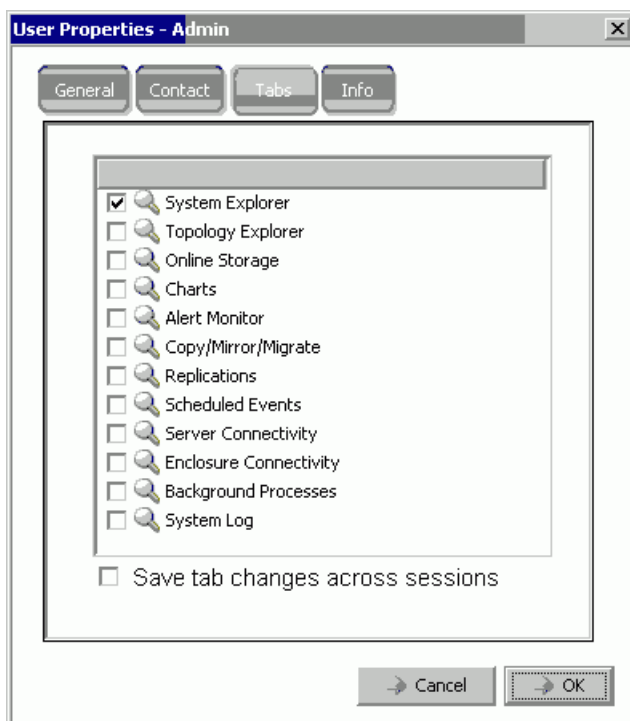 User Properties - Admin
General Contact Tabs Info
System Explorer
Topology Explorer
Online Storage
Charts
Alert Monitor
Copy/Mirror/Migrate
Replications
Scheduled Events
Server Connectivity
Enclosure Connectivity
Background Processes
System Log
Save tab changes across sessions
Cancel OK